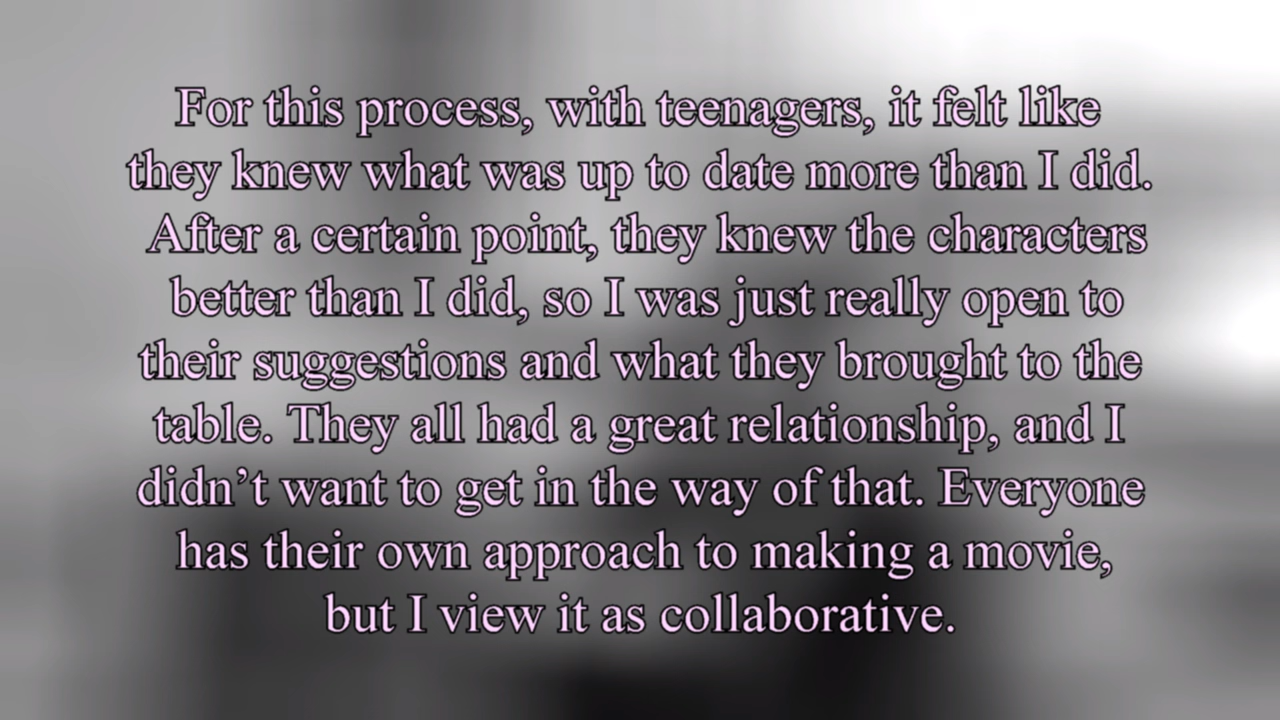 For this process, with teenagers, it felt like
they knew what was up to date more than I did.
After a certain point, they knew the characters
better than I did, so I was just really open to
their suggestions and what they brought to the
table. They all had a great relationship, and I
didn’t want to get in the way of that. Everyone
has their own approach to making a movie,
but I view it as collaborative.